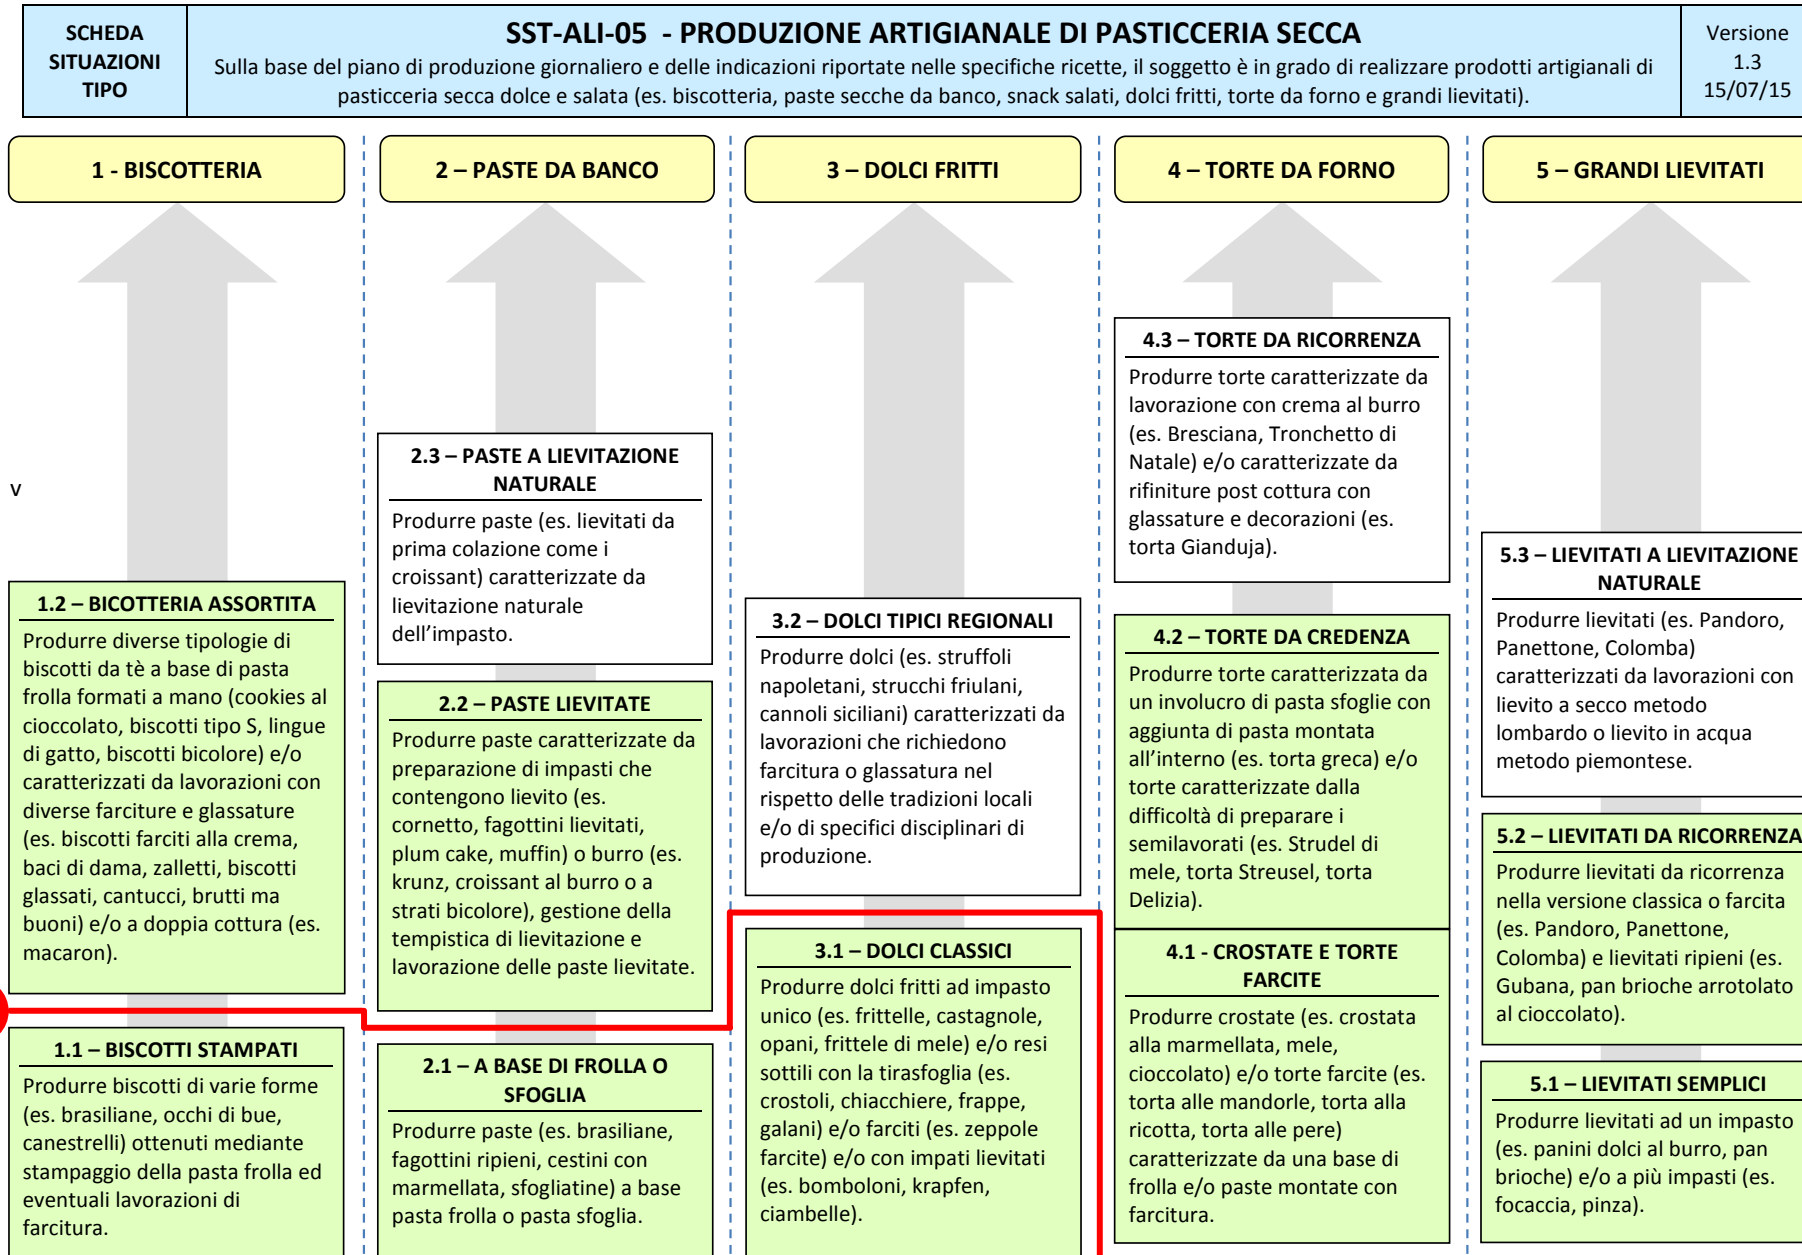 SCHEDA
SITUAZIONI
TIPO
SST-ALI-05 - PRODUZIONE ARTIGIANALE DI PASTICCERIA SECCA
Sulla base del piano di produzione giornaliero e delle indicazioni riportate nelle specifiche ricette, il soggetto è in grado di realizzare prodotti artigianali di
pasticceria secca dolce e salata (es. biscotteria, paste secche da banco, snack salati, dolci fritti, torte da forno e grandi lievitati).
Versione
1.3
15/07/15
1 - BISCOTTERIA
v
1.2 – BICOTTERIA ASSORTITA
Produrre diverse tipologie di
biscotti da tè a base di pasta
frolla formati a mano (cookies al
cioccolato, biscotti tipo S, lingue
di gatto, biscotti bicolore) e/o
caratterizzati da lavorazioni con
diverse farciture e glassature
(es. biscotti farciti alla crema,
baci di dama, zalletti, biscotti
glassati, cantucci, brutti ma
buoni) e/o a doppia cottura (es.
macaron).
1.1 – BISCOTTI STAMPATI
Produrre biscotti di varie forme
(es. brasiliane, occhi di bue,
canestrelli) ottenuti mediante
stampaggio della pasta frolla ed
eventuali lavorazioni di
farcitura.
2 – PASTE DA BANCO
2.3 – PASTE A LIEVITAZIONE
NATURALE
Produrre paste (es. lievitati da
prima colazione come i
croissant) caratterizzate da
lievitazione naturale
dell’impasto.
2.2 – PASTE LIEVITATE
Produrre paste caratterizzate da
preparazione di impasti che
contengono lievito (es.
cornetto, fagottini lievitati,
plum cake, muffin) o burro (es.
krunz, croissant al burro o a
strati bicolore), gestione della
tempistica di lievitazione e
lavorazione delle paste lievitate.
2.1 – A BASE DI FROLLA O
SFOGLIA
Produrre paste (es. brasiliane,
fagottini ripieni, cestini con
marmellata, sfogliatine) a base
pasta frolla o pasta sfoglia.
3 – DOLCI FRITTI
3.2 – DOLCI TIPICI REGIONALI
Produrre dolci (es. struffoli
napoletani, strucchi friulani,
cannoli siciliani) caratterizzati da
lavorazioni che richiedono
farcitura o glassatura nel
rispetto delle tradizioni locali
e/o di specifici disciplinari di
produzione.
3.1 – DOLCI CLASSICI
Produrre dolci fritti ad impasto
unico (es. frittelle, castagnole,
opani, frittele di mele) e/o resi
sottili con la tirasfoglia (es.
crostoli, chiacchiere, frappe,
galani) e/o farciti (es. zeppole
farcite) e/o con impati lievitati
(es. bomboloni, krapfen,
ciambelle).
4 – TORTE DA FORNO
4.3 – TORTE DA RICORRENZA
Produrre torte caratterizzate da
lavorazione con crema al burro
(es. Bresciana, Tronchetto di
Natale) e/o caratterizzate da
rifiniture post cottura con
glassature e decorazioni (es.
torta Gianduja).
4.2 – TORTE DA CREDENZA
Produrre torte caratterizzata da
un involucro di pasta sfoglie con
aggiunta di pasta montata
all’interno (es. torta greca) e/o
torte caratterizzate dalla
difficoltà di preparare i
semilavorati (es. Strudel di
mele, torta Streusel, torta
Delizia).
4.1 - CROSTATE E TORTE
FARCITE
Produrre crostate (es. crostata
alla marmellata, mele,
cioccolato) e/o torte farcite (es.
torta alle mandorle, torta alla
ricotta, torta alle pere)
caratterizzate da una base di
frolla e/o paste montate con
farcitura.
5 – GRANDI LIEVITATI
5.3 – LIEVITATI A LIEVITAZIONE
NATURALE
Produrre lievitati (es. Pandoro,
Panettone, Colomba)
caratterizzati da lavorazioni con
lievito a secco metodo
lombardo o lievito in acqua
metodo piemontese.
5.2 – LIEVITATI DA RICORRENZA
Produrre lievitati da ricorrenza
nella versione classica o farcita
(es. Pandoro, Panettone,
Colomba) e lievitati ripieni (es.
Gubana, pan brioche arrotolato
al cioccolato).
5.1 – LIEVITATI SEMPLICI
Produrre lievitati ad un impasto
(es. panini dolci al burro, pan
brioche) e/o a più impasti (es.
focaccia, pinza).